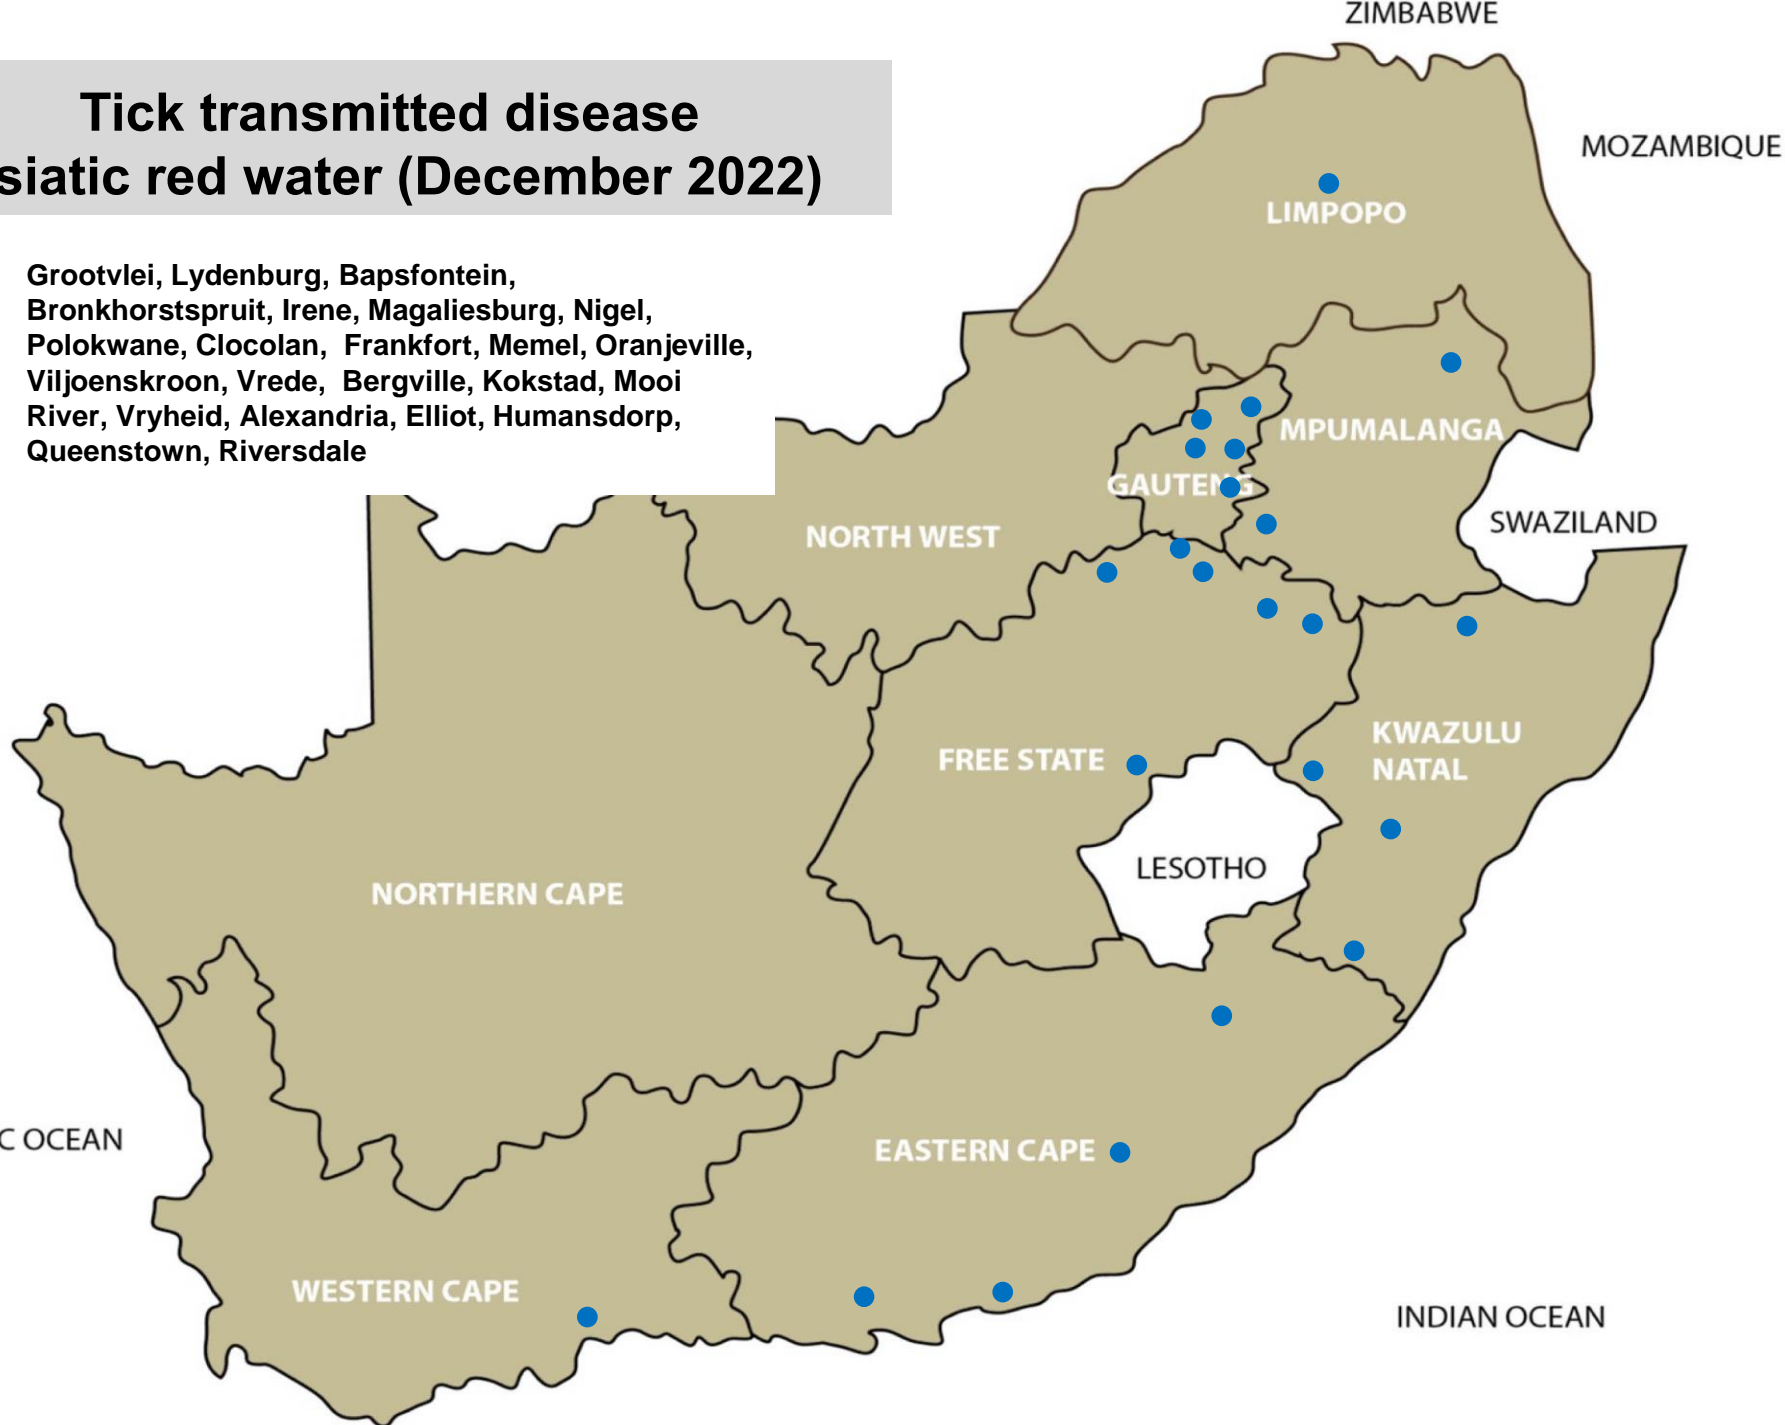 ZIMBABWE
Tick transmitted disease
siatic red water (December 2022)
MOZAMBIQUE
LIMPOPO
Grootvlei, Lydenburg, Bapsfontein,
Bronkhorstspruit, Irene, Magaliesburg, Nigel,
Polokwane, Clocolan, Frankfort, Memel, Oranjeville,
Viljoenskroon, Vrede, Bergville, Kokstad, Mooi
River, Vryheid, Alexandria, Elliot, Humansdorp,
Queenstown, Riversdale
MPUMALANGA
GAUTENG
NORTH WEST
SWAZILAND
KWAZULU
NATAL
FREE STATE
LESOTHO
NORTHERN CAPE
C OCEAN
EASTERN CAPE
WESTERN CAPE
INDIAN OCEAN